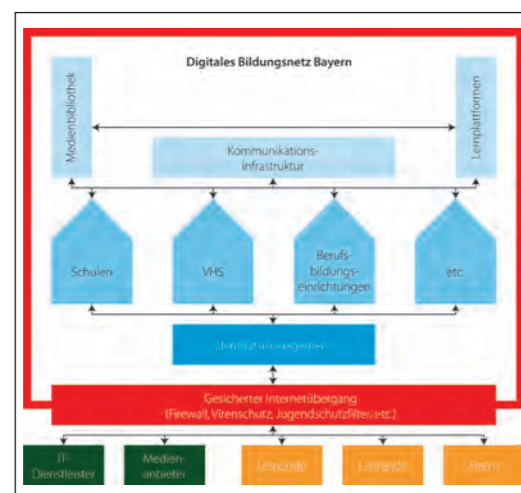 Digitales Bildungsnetz Bayern
Medienbibliothek
Lernplattformen
Kommunikations-
infrastruktur
Schulen
VHS
Berufs-
bildungs-
einrichtungen
etc.
Identitätsmanagement
Gesicherter Internetübergang
(Firewall, Virenschutz, Jugendschutzfilter, etc.)
IT-
Dienstleister
Medien-
anbieter
Lernende
Lehrende